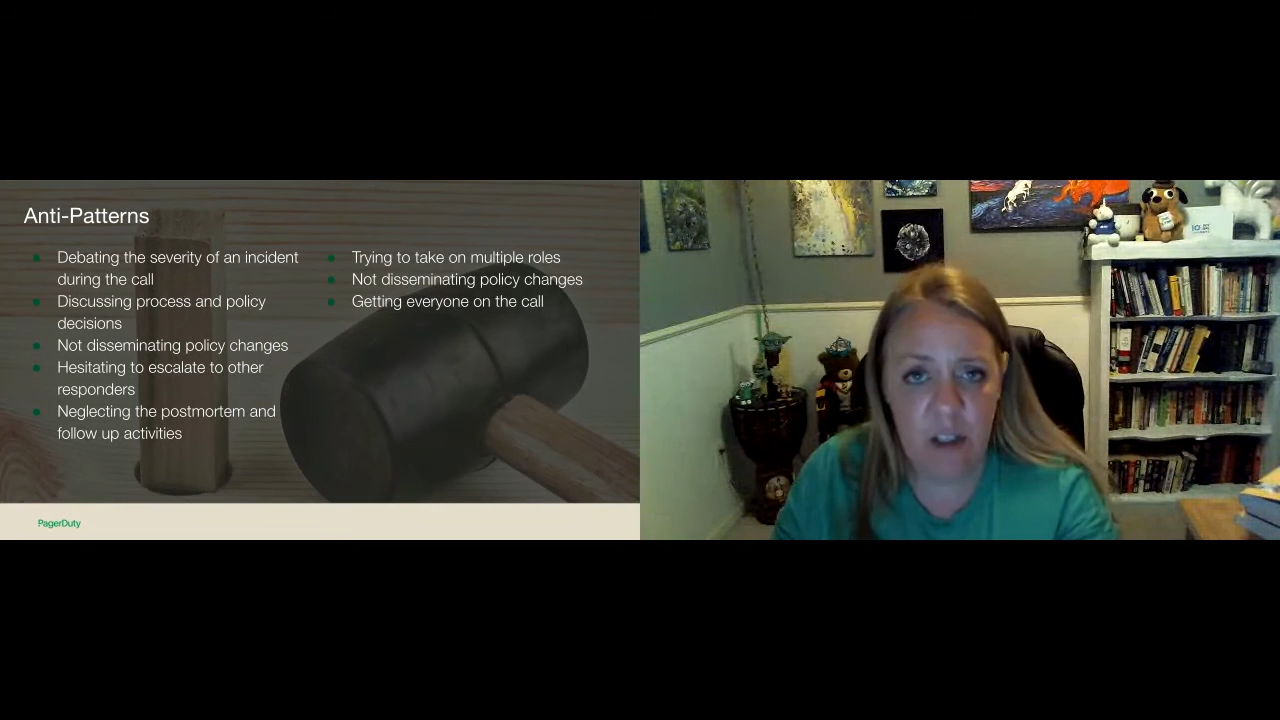 Anti-Patterns
Debating the severity of an incident
during the call
Discussing process and policy
decisions
Not disseminating policy changes
Hesitating to escalate to other
responders
Neglecting the postmortem and
follow up activities
Trying to take on multiple roles
Not disseminating policy changes
Getting everyone on the call
PagerDuty